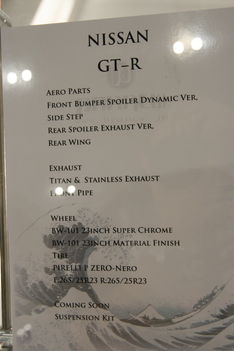 NISSAN
GT-R
Aero Parts
Front Bumper Spoiler Dynamic Ver.
Side Step
Rear Spoiler Exhaust Ver.
Rear Wing
Exhaust
Titan & Stainless Exhaust
Front Pipe
Wheel
BW-101 23inch Super Chrome
BW-101 23inch Material Finish
Tire
PIRELLI P ZERO-Nero
F:265/25R23 R:265/25R23
Coming Soon
Suspension Kit